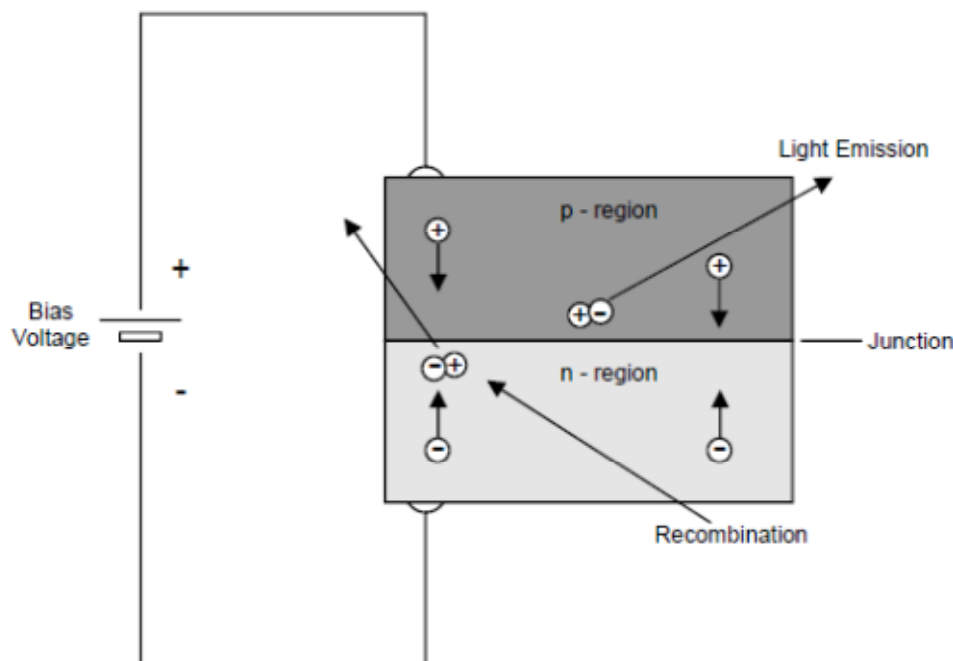 Light Emission
p - region
+
+
+
Bias
Voltage
+ -
Junction
-
- +
n - region
-
-
Recombination